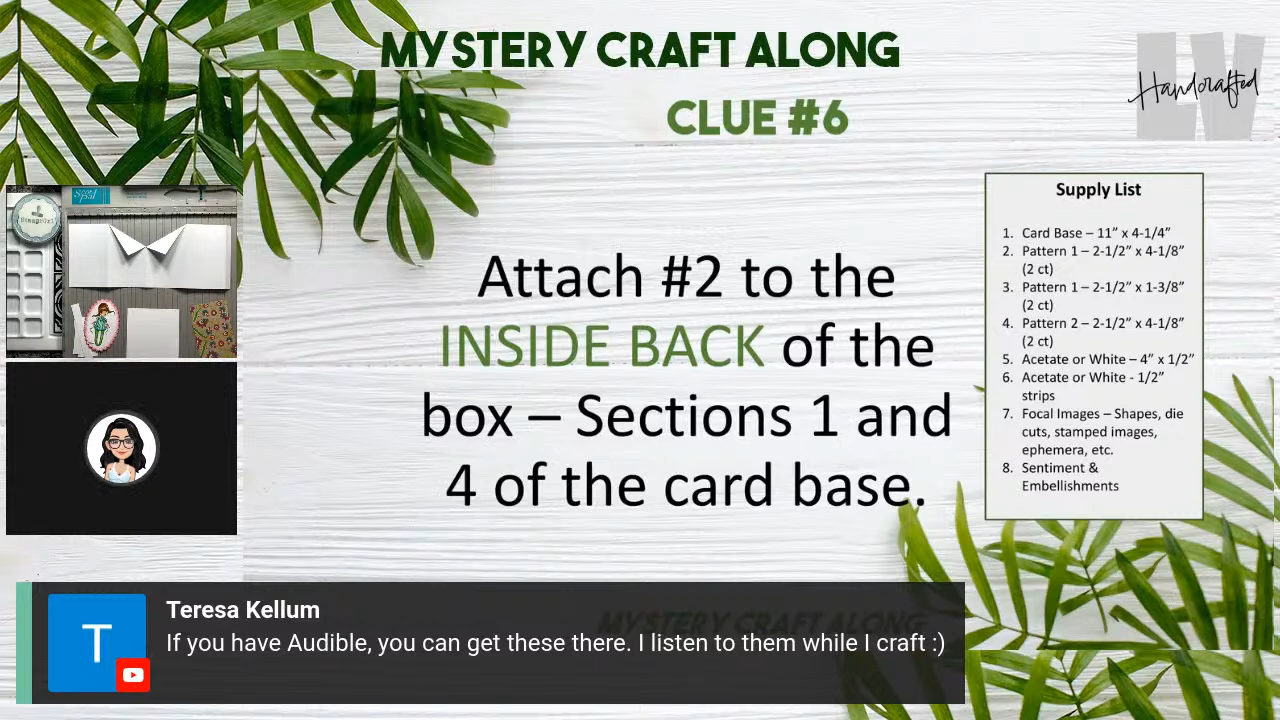 MYSTERY CRAFT ALONG
CLUE #6
Handcrafted
Attach #2 to the
INSIDE BACK of the
box – Sections 1 and
4 of the card base.
Supply List
1. Card Base – 11” x 4-1/4”
2. Pattern 1 – 2-1/2” x 4-1/8”
(2 ct)
3. Pattern 1 – 2-1/2” x 1-3/8”
(2 ct)
4. Pattern 2 – 2-1/2” x 4-1/8”
(2 ct)
5. Acetate or White – 4” x 1/2”
6. Acetate or White - 1/2”
strips
7. Focal Images – Shapes, die
cuts, stamped images,
ephemera, etc.
8. Sentiment &
Embellishments
MYSTERY CRAFT ALONG
T
Teresa Kellum
If you have Audible, you can get these there. I listen to them while I craft :)